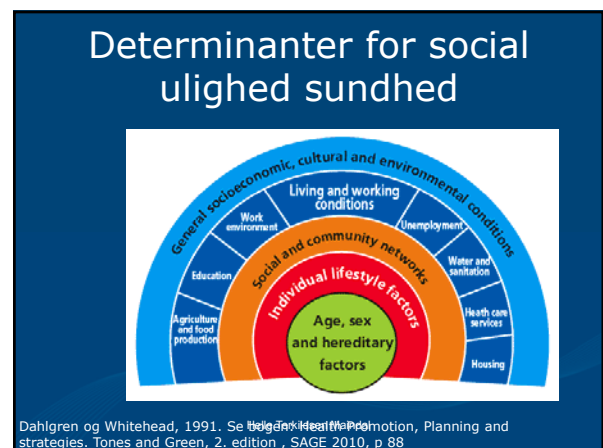 Determinanter for social
ulighed sundhed
General socioeconomic, cultural and environmental conditions
Living and working
conditions
Work
environment
Unemployment
Education
Water and
sanitation
Agriculture
and food
production
Heath care
services
Housing
Social and community networks
Individual lifestyle factors
Age, sex
and hereditary
factors
Dahlgren og Whitehead, 1991. Se bogen: Health Promotion, Planning and
strategies. Tones and Green, 2. edition , SAGE 2010, p 88